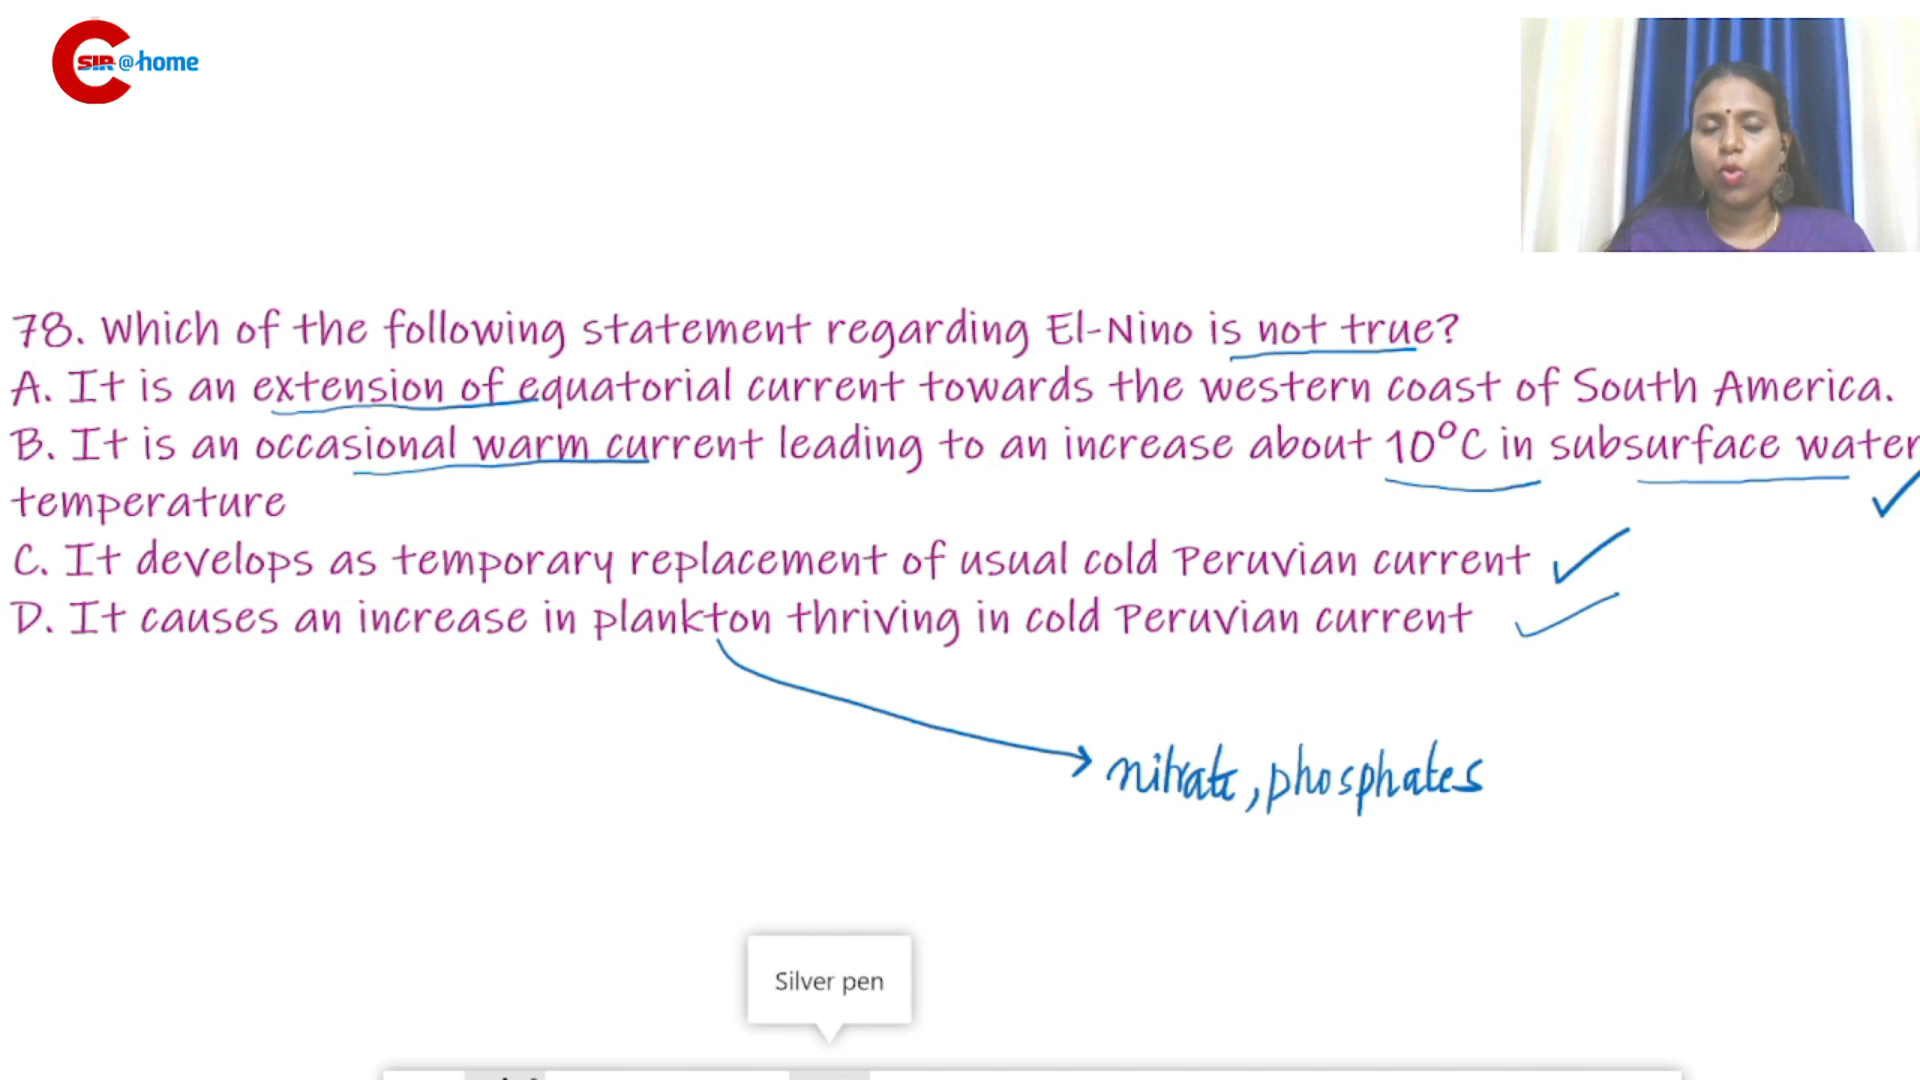 CSIR@home
78. Which of the following statement regarding El-Nino is not true?
A. It is an extension of equatorial current towards the western coast of South America.
B. It is an occasional warm current leading to an increase about 10°C in subsurface water
temperature
C. It develops as temporary replacement of usual cold Peruvian current
D. It causes an increase in plankton thriving in cold Peruvian current
nitrate, phosphates
Silver pen